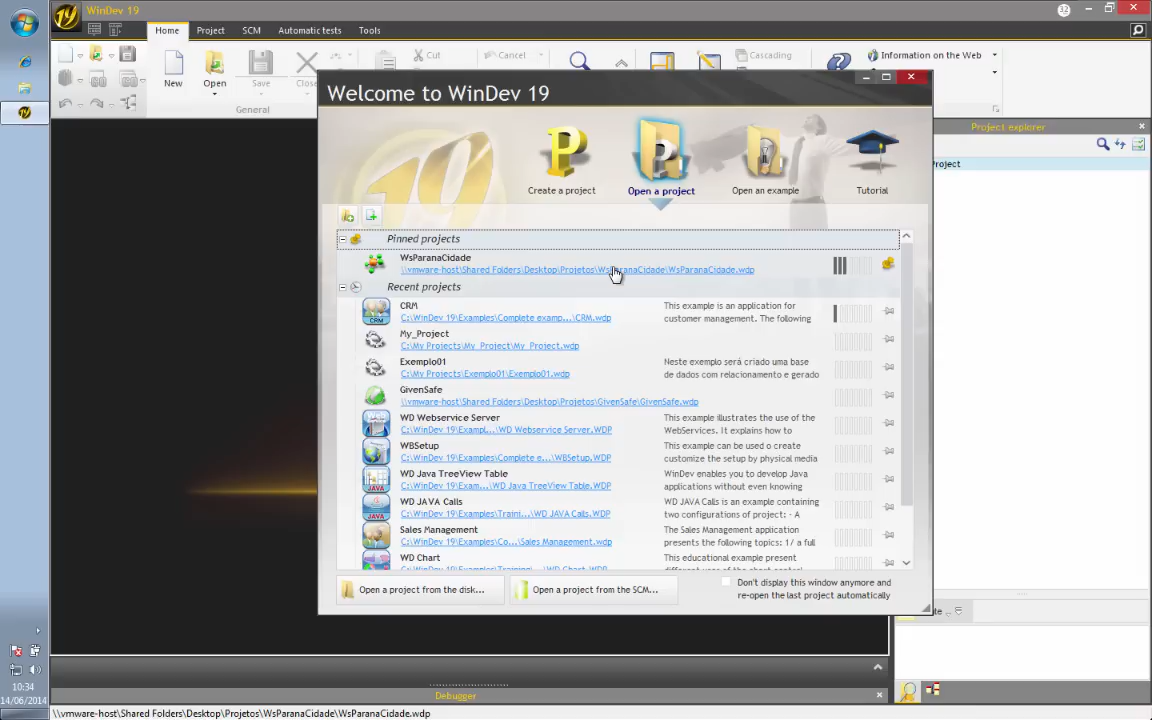 WinDev 19
32
Home
Project
SCM
Automatic tests
Tools
New
Open
Save
Close
General
Cut
Cancel
Cascading
Information on the Web
Project explorer
Project
Welcome to WinDev 19
Create a project
Open a project
Open an example
Tutorial
Pinned projects
WsParanaCidade
\\vmware-host\Shared Folders\Desktop\Projetos\WsParanaCidade\WsParanaCidade.wdp
Recent projects
CRM
C:\WinDev 19\Examples\Complete examp...\CRM.wdp
This example is an application for
customer management. The following
My_Project
C:\My Projects\My_Project\My_Project.wdp
Exemplo01
C:\My Projects\Exemplo01\Exemplo01.wdp
Neste exemplo será criado uma base
de dados com relacionamento e gerado
GivenSafe
\\vmware-host\Shared Folders\Desktop\Projetos\GivenSafe\GivenSafe.wdp
WD Webservice Server
C:\WinDev 19\Exampl...\WD Webservice Server.WDP
This example illustrates the use of the
WebServices. It explains how to
WBSetup
C:\WinDev 19\Examples\Complete e...\WBSetup.WDP
This example can be used o create
customize the setup by physical media
WD Java TreeView Table
C:\WinDev 19\Exam...\WD Java TreeView Table.WDP
WinDev enables you to develop Java
applications without even knowing
WD JAVA Calls
C:\WinDev 19\Examples\Traini...\WD JAVA Calls.WDP
WD JAVA Calls is an example containing
two configurations of project: - A
Sales Management
C:\WinDev 19\Examples\Co...\Sales Management.wdp
The Sales Management application
presents the following topics: 1/ a full
WD Chart
C:\WinDev 19\Examples\Training\...\WD Chart.WDP
This educational example present
Open a project from the disk...
Open a project from the SCM...
Don't display this window anymore and
re-open the last project automatically
Debugger
10:34
14/06/2014
\\vmware-host\Shared Folders\Desktop\Projetos\WsParanaCidade\WsParanaCidade.wdp